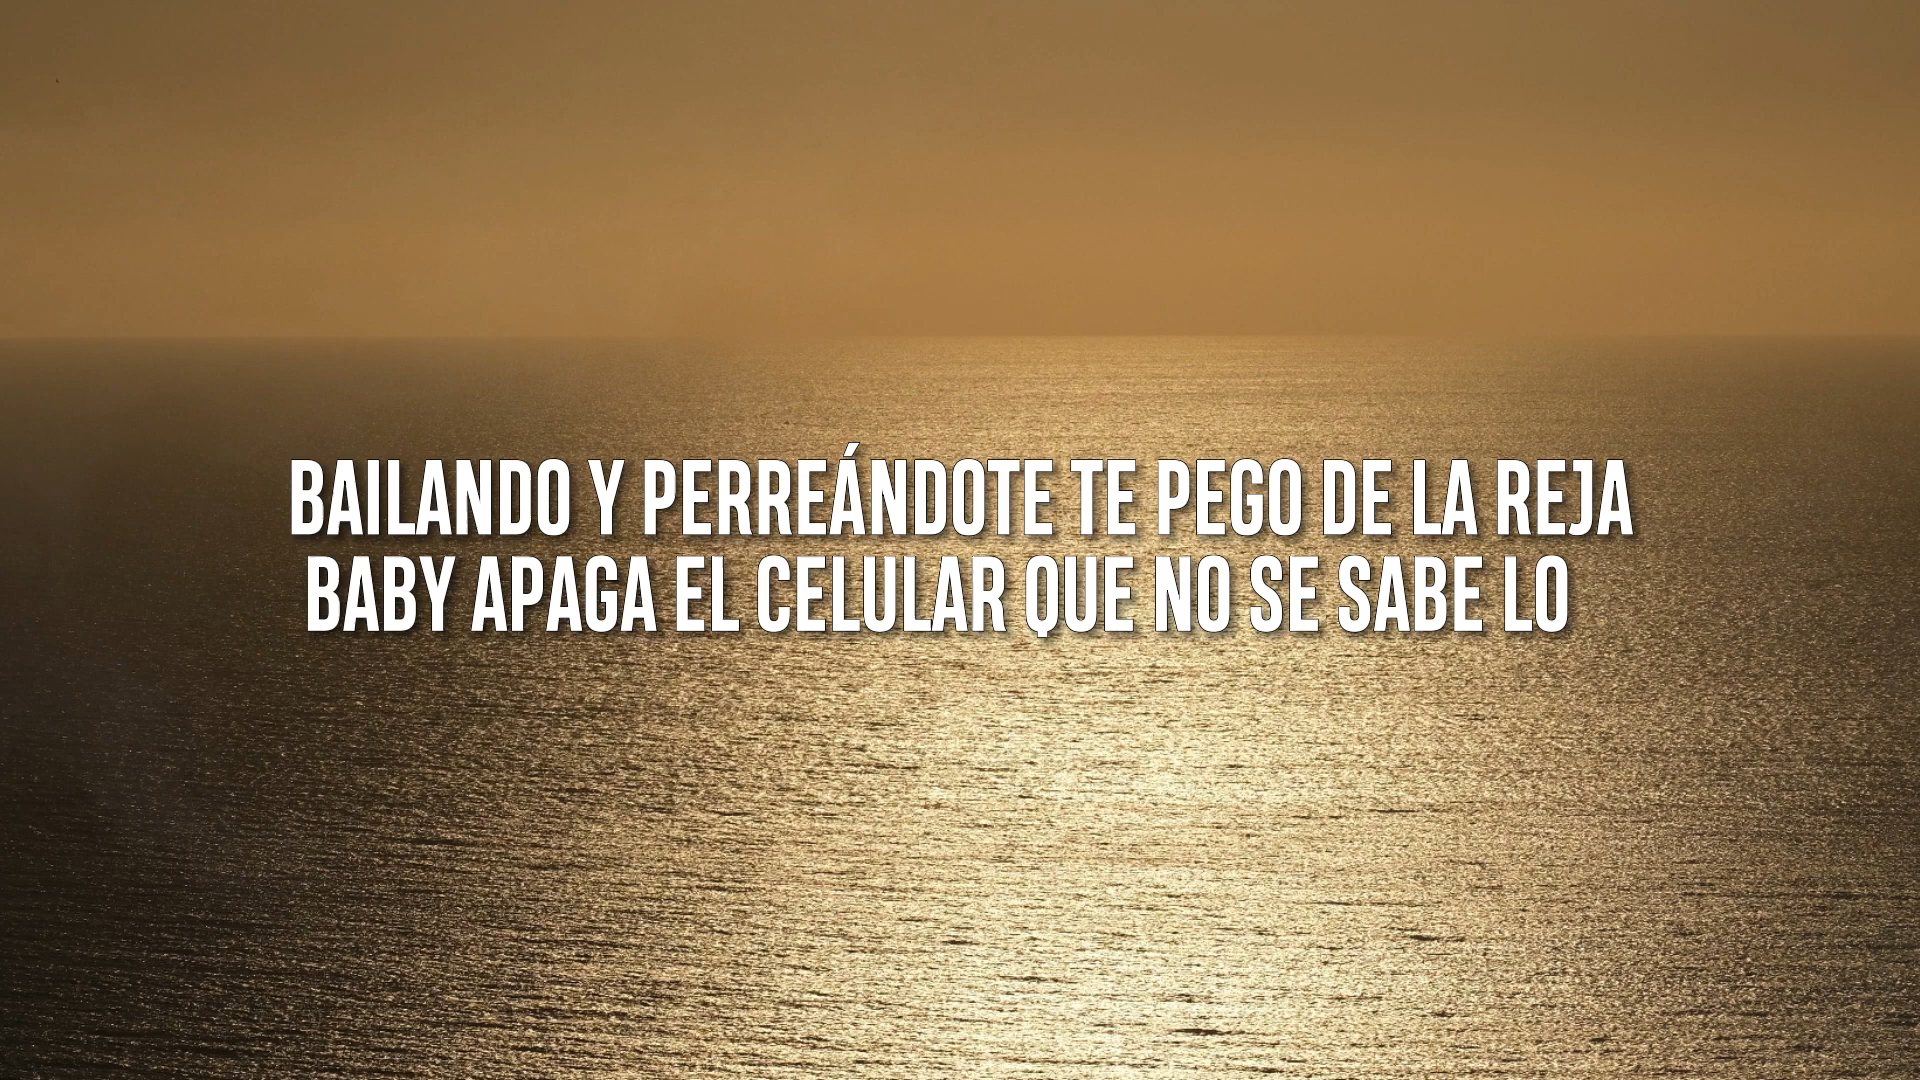 BAILANDO Y PERREÁNDOTE TE PEGO DE LA REJA
BABY APAGA EL CELULAR QUE NO SE SABE LO